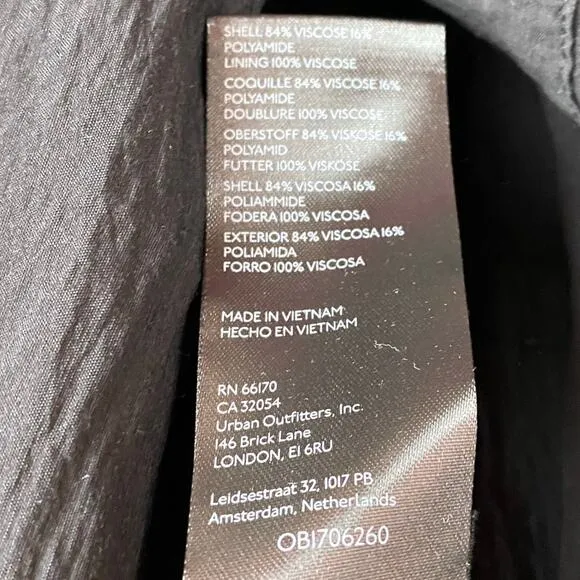 SHELL 84% VISCOSE 16%
POLYAMIDE
LINING 100% VISCOSE
COQUILLE 84% VISCOSE 16%
POLYAMIDE
DOUBLURE 100% VISCOSE
OBERSTOFF 84% VISKOSE 16%
POLYAMID
FUTTER 100% VISKOSE
SHELL 84% VISCOSA 16%
POLIAMMIDE
FODERA 100% VISCOSA
EXTERIOR 84% VISCOSA 16%
POLIAMIDA
FORRO 100% VISCOSA
MADE IN VIETNAM
HECHO EN VIETNAM
RN 66170
CA 32054
Urban Outfitters, Inc.
146 Brick Lane
LONDON, E1 6RU
Leidsestraat 32, 1017 PB
Amsterdam, Netherlands
OB1706260